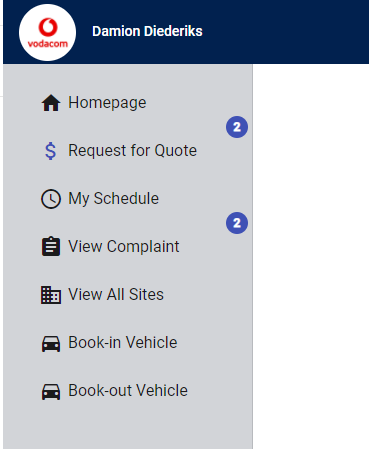 vodacom
Damion Diederiks
Homepage
2
Request for Quote
My Schedule
2
View Complaint
View All Sites
Book-in Vehicle
Book-out Vehicle